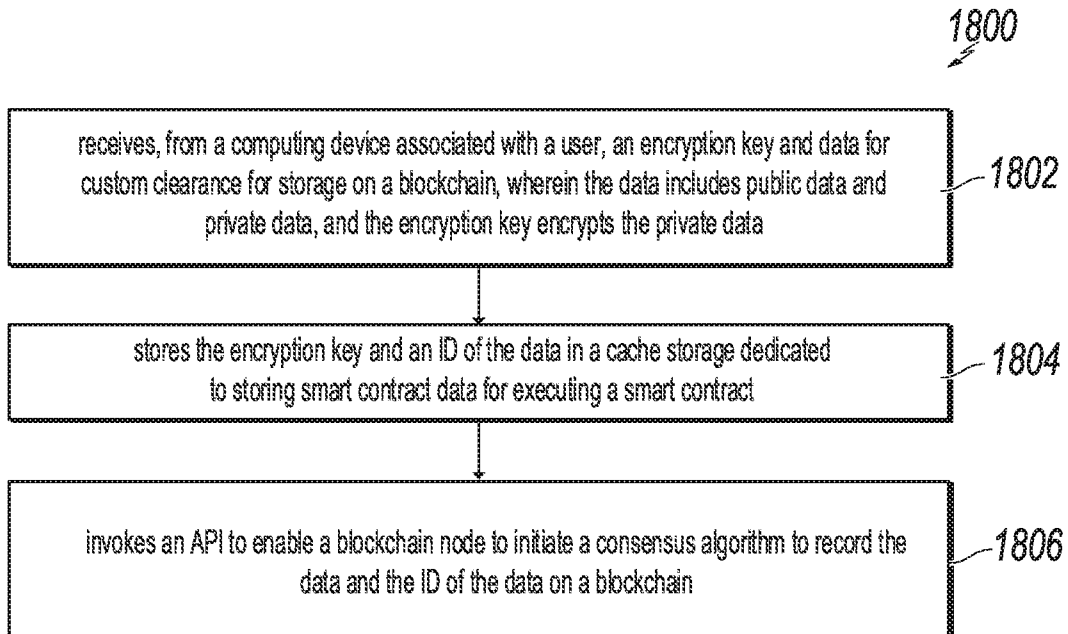 1800
receives, from a computing device associated with a user, an encryption key and data for
custom clearance for storage on a blockchain, wherein the data includes public data and
private data, and the encryption key encrypts the private data
1802
stores the encryption key and an ID of the data in a cache storage dedicated
to storing smart contract data for executing a smart contract
1804
invokes an API to enable a blockchain node to initiate a consensus algorithm to record the
data and the ID of the data on a blockchain
1806